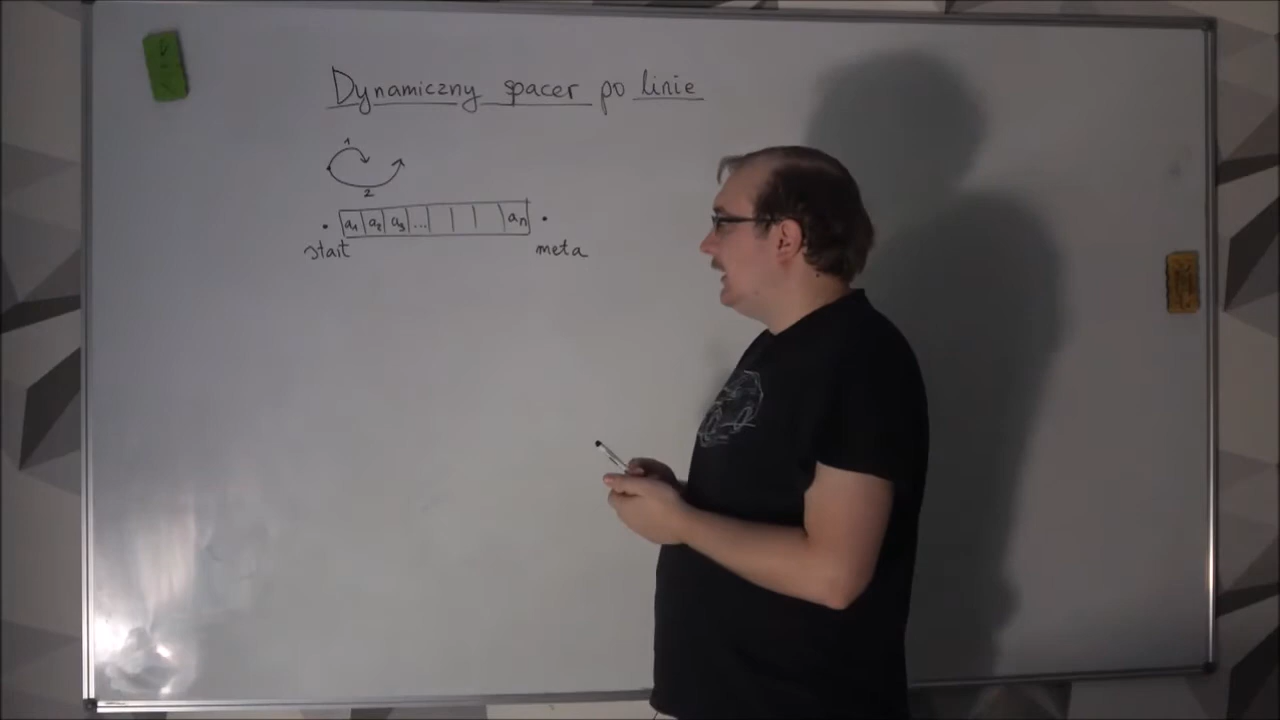 Dynamiczny spacer po linie
1
2
a1 a2 a3 ... an
start meta